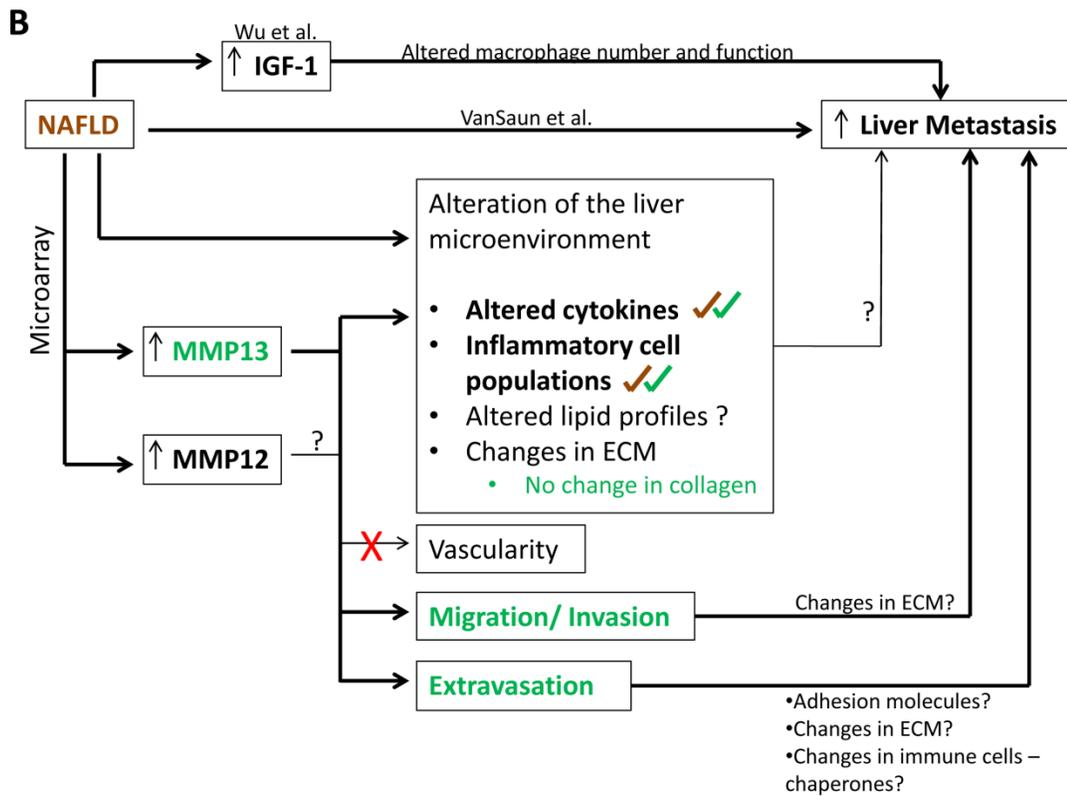 B
Wu et al.
↑ IGF-1
Altered macrophage number and function
NAFLD
VanSaun et al.
↑ Liver Metastasis
Microarray
Alteration of the liver
microenvironment
• Altered cytokines ✓✓
• Inflammatory cell
populations ✓✓
• Altered lipid profiles ?
• Changes in ECM
• No change in collagen
?
↑ MMP13
↑ MMP12
?
X
Vascularity
Migration/ Invasion
Changes in ECM?
Extravasation
•Adhesion molecules?
•Changes in ECM?
•Changes in immune cells –
chaperones?